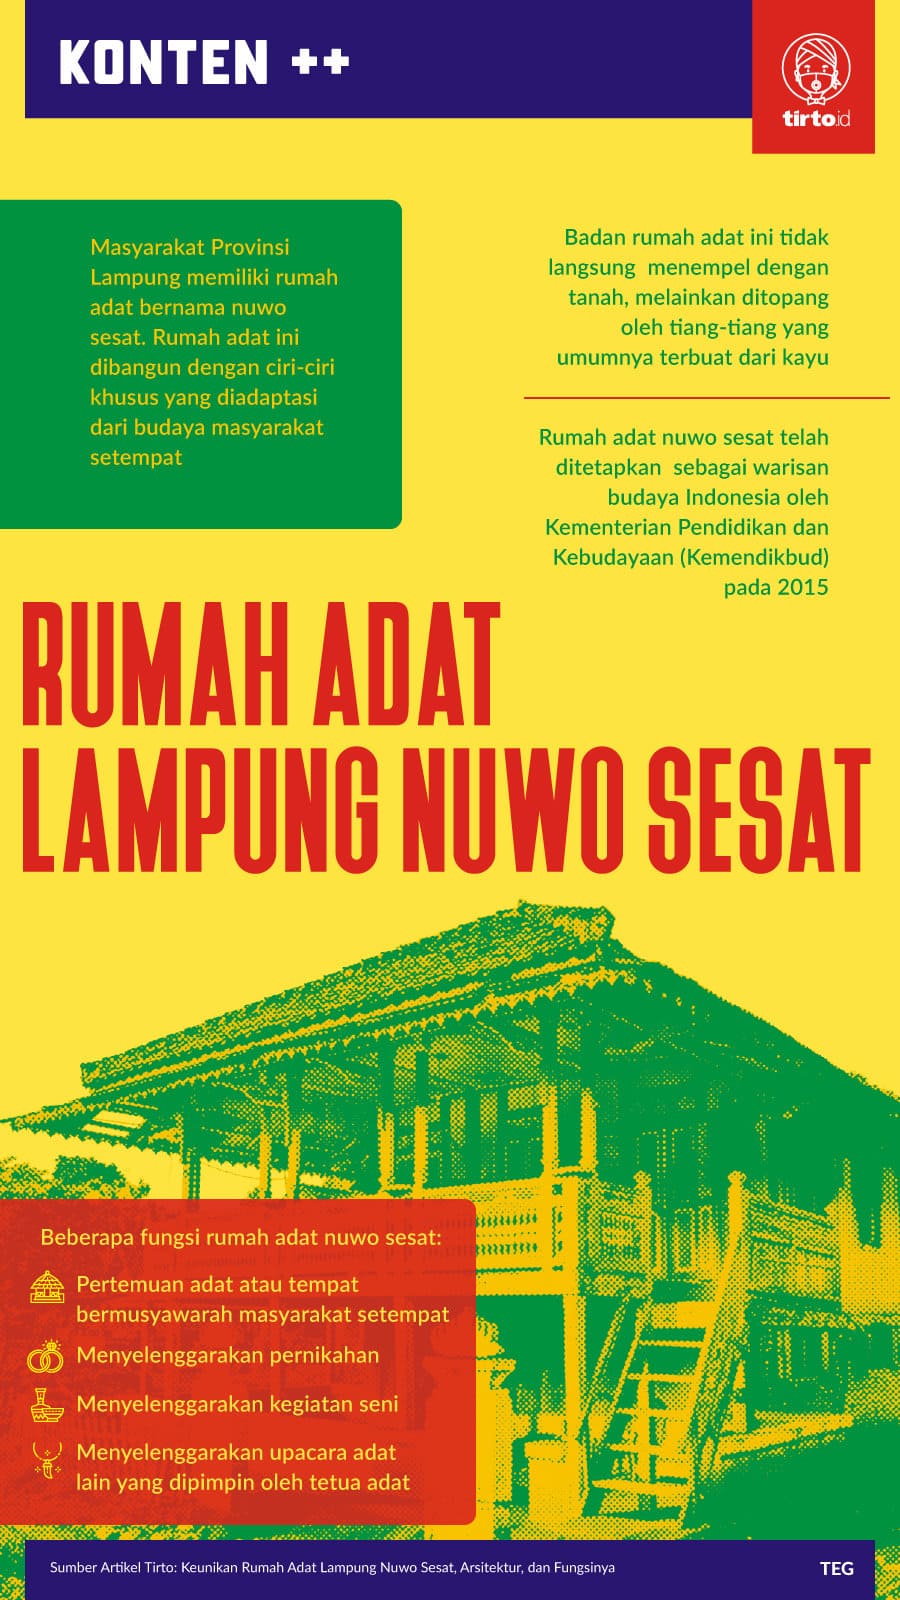 KONTEN ++
tirto.id
Masyarakat Provinsi
Lampung memiliki rumah
adat bernama nuwo
sesat. Rumah adat ini
dibangun dengan ciri-ciri
khusus yang diadaptasi
dari budaya masyarakat
setempat
Badan rumah adat ini tidak
langsung menempel dengan
tanah, melainkan ditopang
oleh tiang-tiang yang
umumnya terbuat dari kayu
Rumah adat nuwo sesat telah
ditetapkan sebagai warisan
budaya Indonesia oleh
Kementerian Pendidikan dan
Kebudayaan (Kemendikbud)
pada 2015
RUMAH ADAT
LAMPUNG NUWO SESAT
Beberapa fungsi rumah adat nuwo sesat:
Pertemuan adat atau tempat
bermusyawarah masyarakat setempat
Menyelenggarakan pernikahan
Menyelenggarakan kegiatan seni
Menyelenggarakan upacara adat
lain yang dipimpin oleh tetua adat
Sumber Artikel Tirto: Keunikan Rumah Adat Lampung Nuwo Sesat, Arsitektur, dan Fungsinya
TEG